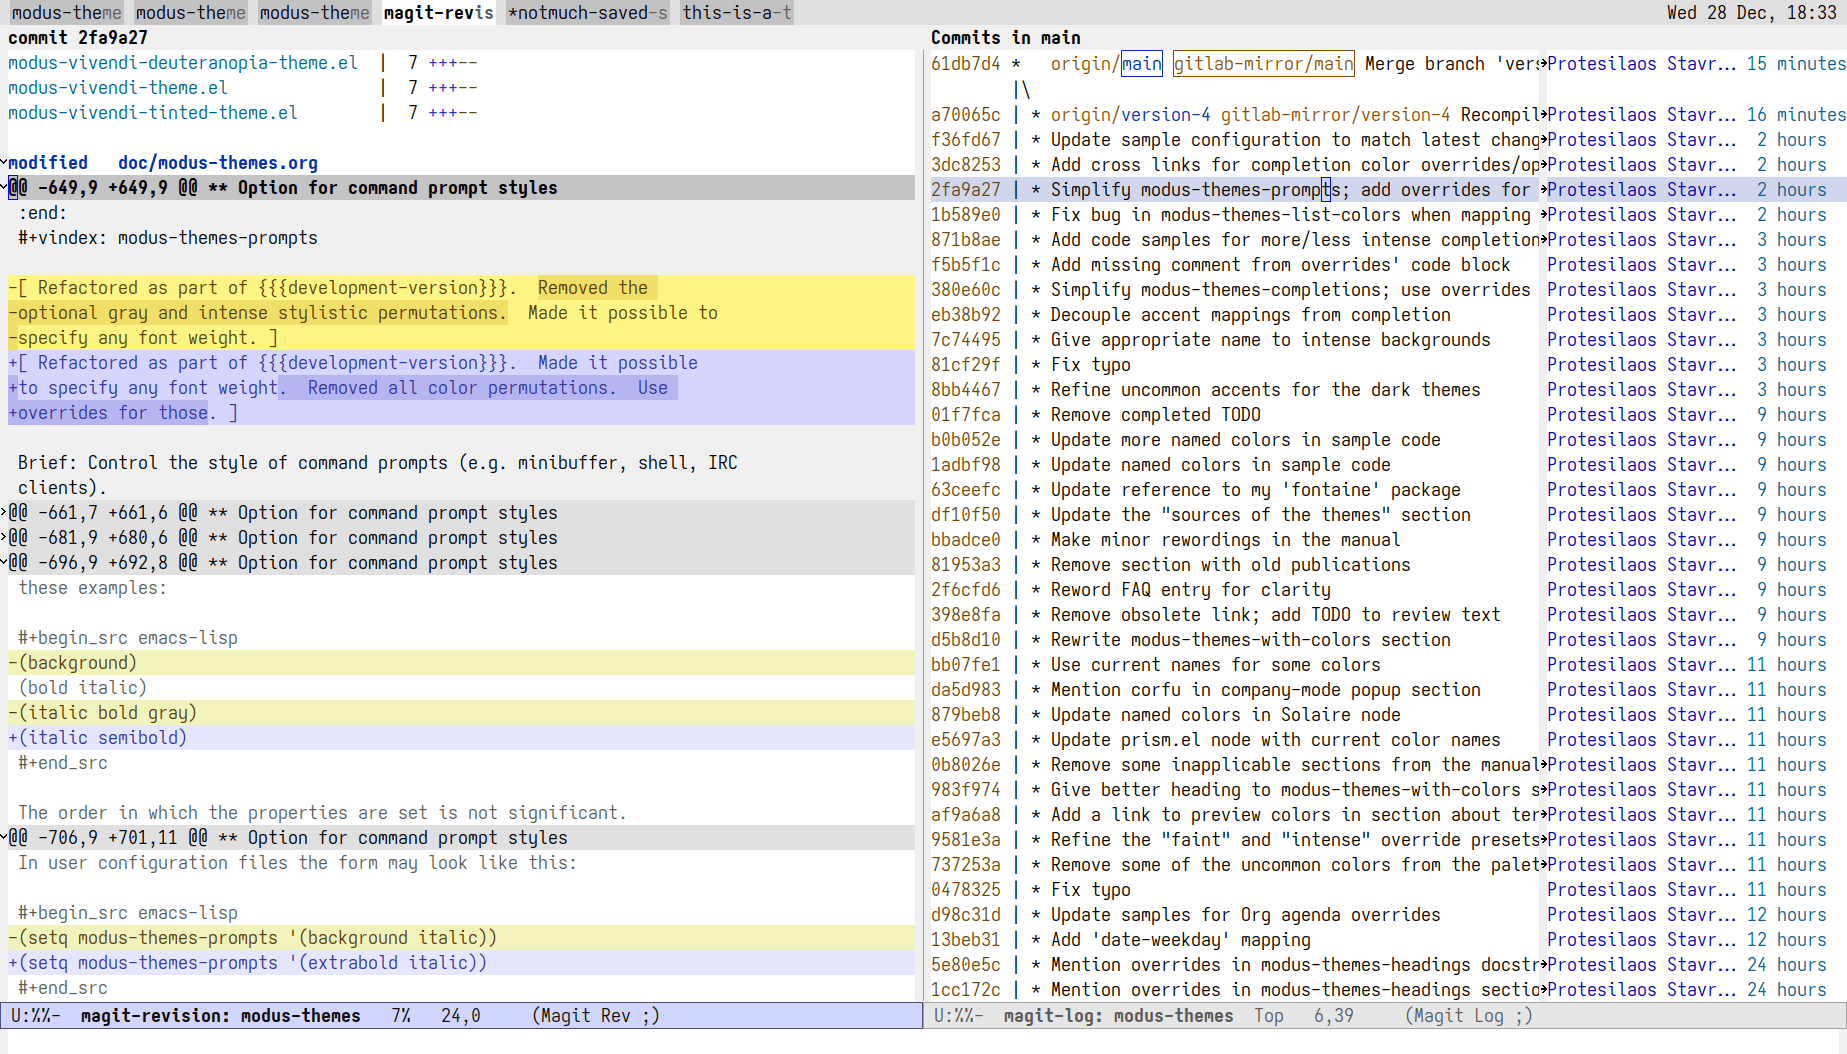 modus-theme modus-theme modus-theme magit-revis *notmuch-saved-s this-is-a-t Wed 28 Dec, 18:33
commit 2fa9a27
modus-vivendi-deuteranopia-theme.el | 7 +++--
modus-vivendi-theme.el | 7 +++--
modus-vivendi-tinted-theme.el | 7 +++--
modified doc/modus-themes.org
@@ -649,9 +649,9 @@ ** Option for command prompt styles
:end:
#+vindex: modus-themes-prompts
-[ Refactored as part of {{{development-version}}}.  Removed the
-optional gray and intense stylistic permutations.  Made it possible to
-specify any font weight. ]
+[ Refactored as part of {{{development-version}}}.  Made it possible
+to specify any font weight.  Removed all color permutations.  Use
+overrides for those. ]
Brief: Control the style of command prompts (e.g. minibuffer, shell, IRC
clients).
@@ -661,7 +661,6 @@ ** Option for command prompt styles
@@ -681,9 +680,6 @@ ** Option for command prompt styles
@@ -696,9 +692,8 @@ ** Option for command prompt styles
these examples:
#+begin_src emacs-lisp
-(background)
(bold italic)
-(italic bold gray)
+(italic semibold)
#+end_src
The order in which the properties are set is not significant.
@@ -706,9 +701,11 @@ ** Option for command prompt styles
In user configuration files the form may look like this:
#+begin_src emacs-lisp
-(setq modus-themes-prompts '(background italic))
+(setq modus-themes-prompts '(extrabold italic))
#+end_src
U:%%- magit-revision: modus-themes 7% 24,0 (Magit Rev ;)
Commits in main
61db7d4 * origin/main gitlab-mirror/main Merge branch 'vers Protesilaos Stavr... 15 minutes
|\
a70065c | * origin/version-4 gitlab-mirror/version-4 Recompil Protesilaos Stavr... 16 minutes
f36fd67 | * Update sample configuration to match latest chang Protesilaos Stavr... 2 hours
3dc8253 | * Add cross links for completion color overrides/op Protesilaos Stavr... 2 hours
2fa9a27 | * Simplify modus-themes-prompts; add overrides for Protesilaos Stavr... 2 hours
1b589e0 | * Fix bug in modus-themes-list-colors when mapping Protesilaos Stavr... 2 hours
871b8ae | * Add code samples for more/less intense completion Protesilaos Stavr... 3 hours
f5b5f1c | * Add missing comment from overrides' code block Protesilaos Stavr... 3 hours
380e60c | * Simplify modus-themes-completions; use overrides Protesilaos Stavr... 3 hours
eb38b92 | * Decouple accent mappings from completion Protesilaos Stavr... 3 hours
7c74495 | * Give appropriate name to intense backgrounds Protesilaos Stavr... 3 hours
81cf29f | * Fix typo Protesilaos Stavr... 3 hours
8bb4467 | * Refine uncommon accents for the dark themes Protesilaos Stavr... 3 hours
01f7fca | * Remove completed TODO Protesilaos Stavr... 9 hours
b0b052e | * Update more named colors in sample code Protesilaos Stavr... 9 hours
1adbf98 | * Update named colors in sample code Protesilaos Stavr... 9 hours
63ceefc | * Update reference to my 'fontaine' package Protesilaos Stavr... 9 hours
df10f50 | * Update the "sources of the themes" section Protesilaos Stavr... 9 hours
bbadce0 | * Make minor rewordings in the manual Protesilaos Stavr... 9 hours
81953a3 | * Remove section with old publications Protesilaos Stavr... 9 hours
2f6cfd6 | * Reword FAQ entry for clarity Protesilaos Stavr... 9 hours
398e8fa | * Remove obsolete link; add TODO to review text Protesilaos Stavr... 9 hours
d5b8d10 | * Rewrite modus-themes-with-colors section Protesilaos Stavr... 9 hours
bb07fe1 | * Use current names for some colors Protesilaos Stavr... 11 hours
da5d983 | * Mention corfu in company-mode popup section Protesilaos Stavr... 11 hours
879beb8 | * Update named colors in Solaire node Protesilaos Stavr... 11 hours
e5697a3 | * Update prism.el node with current color names Protesilaos Stavr... 11 hours
0b8026e | * Remove some inapplicable sections from the manual Protesilaos Stavr... 11 hours
983f974 | * Give better heading to modus-themes-with-colors s Protesilaos Stavr... 11 hours
af9a6a8 | * Add a link to preview colors in section about ter Protesilaos Stavr... 11 hours
9581e3a | * Refine the "faint" and "intense" override presets Protesilaos Stavr... 11 hours
737253a | * Remove some of the uncommon colors from the palet Protesilaos Stavr... 11 hours
0478325 | * Fix typo Protesilaos Stavr... 11 hours
d98c31d | * Update samples for Org agenda overrides Protesilaos Stavr... 12 hours
13beb31 | * Add 'date-weekday' mapping Protesilaos Stavr... 12 hours
5e80e5c | * Mention overrides in modus-themes-headings docstr Protesilaos Stavr... 24 hours
1cc172c | * Mention overrides in modus-themes-headings sectio Protesilaos Stavr... 24 hours
U:%%- magit-log: modus-themes Top 6,39 (Magit Log ;)